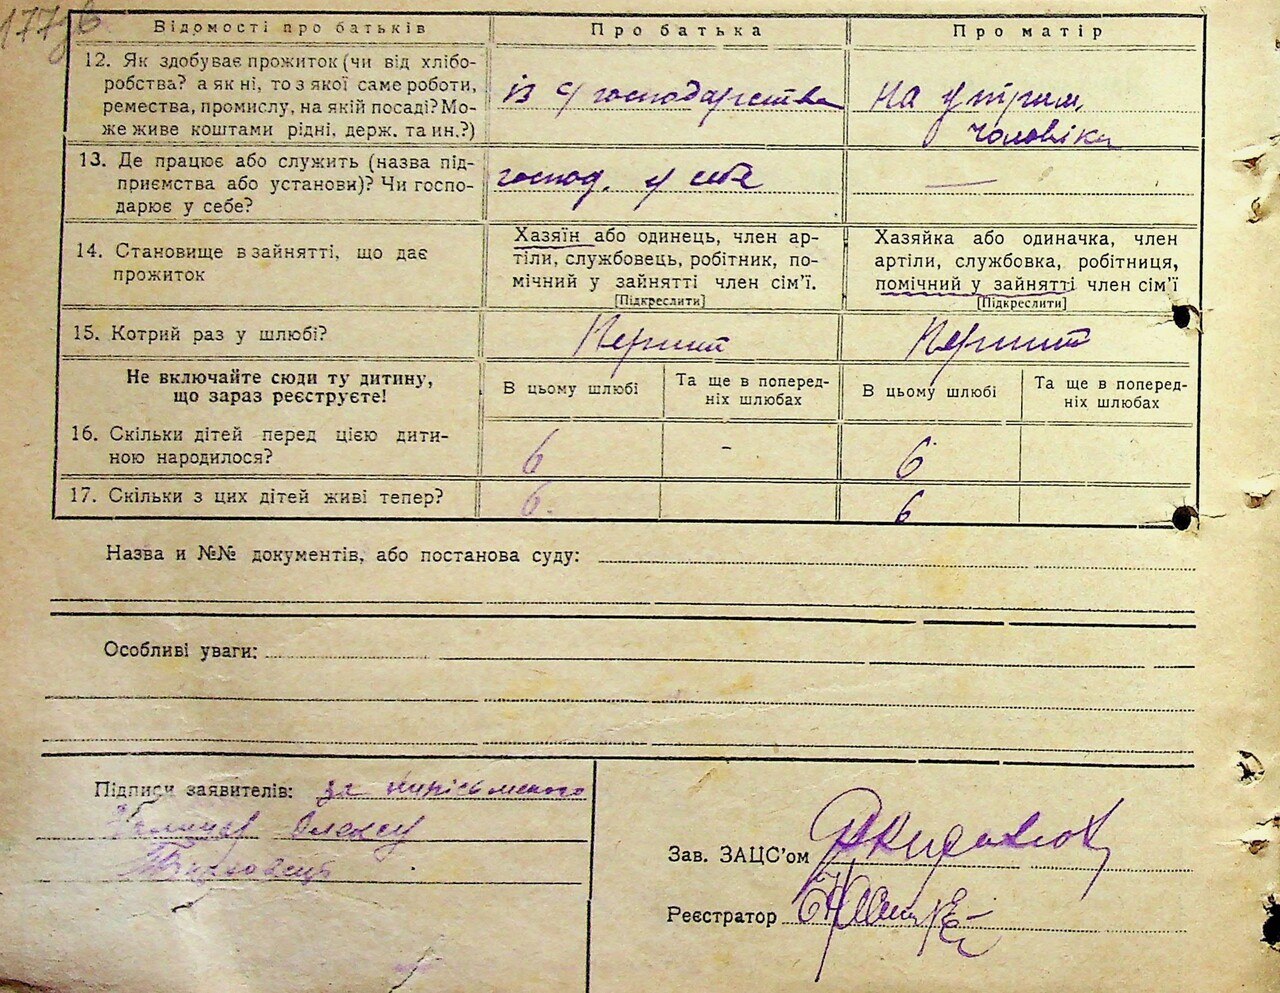 177зв
Відомості про батьків
Про батька
Про матір
12. Як здобуває прожиток (чи від хлібо-
робства? а як ні, то з якої саме роботи,
ремества, промислу, на якій посаді? Мо-
же живе коштами рідні, держ. та ин.?)
із с/господарства
на утрим.
чоловіка
13. Де працює або служить (назва під-
приємства або установи)? Чи госпо-
дарює у себе?
господ. у себе
—
14. Становище в зайнятті, що дає
прожиток
Хазяїн або одинець, член ар-
тіли, службовець, робітник, по-
мічний у зайнятті член сім'ї.
[Підкреслити]
Хазяйка або одиначка, член
артіли, службовка, робітниця,
помічний у зайнятті член сім'ї
[Підкреслити]
15. Котрий раз у шлюбі?
Перший
Перший
Не включайте сюди ту дитину,
що зараз реєструєте!
В цьому шлюбі
Та ще в поперед-
ніх шлюбах
В цьому шлюбі
Та ще в поперед-
ніх шлюбах
16. Скільки дітей перед цією дити-
ною народилося?
6
-
6
17. Скільки з цих дітей живі тепер?
6.
6
Назва и №№ документів, або постанова суду:
Особливі уваги:
Підписи заявителів: за
Олексу
Зав. ЗАЦС'ом
Реєстратор